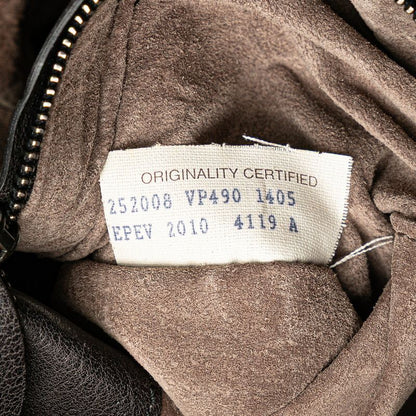 ORIGINALITY CERTIFIED
252008 VP490 1405
EPEV 2010 4119 A